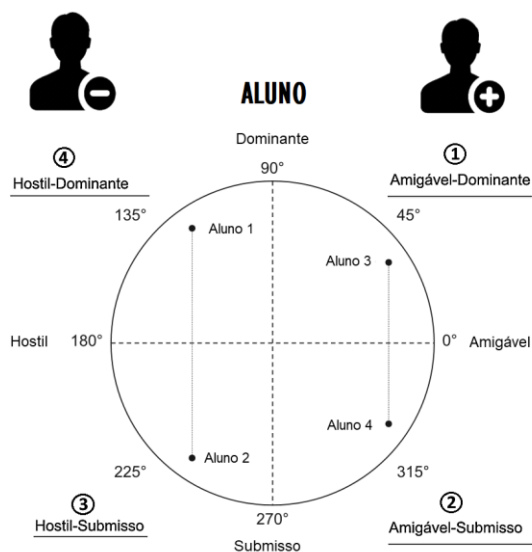 ALUNO
Dominante
④
①
Hostil-Dominante
90°
Amigável-Dominante
135°
45°
Aluno 1
Aluno 3
Hostil
180°
0°
Amigável
Aluno 4
Aluno 2
225°
315°
③
270°
②
Hostil-Submisso
Amigável-Submisso
Submisso